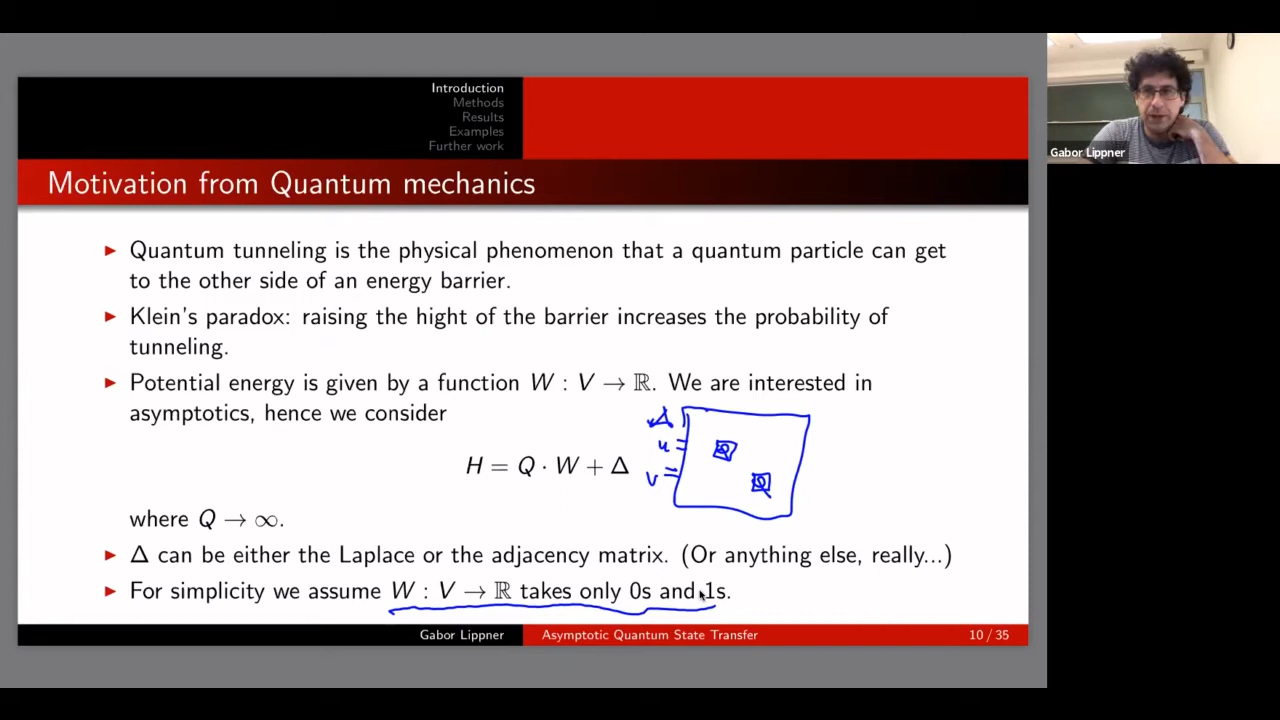 Introduction
Methods
Results
Examples
Further work
Motivation from Quantum mechanics
Quantum tunneling is the physical phenomenon that a quantum particle can get
to the other side of an energy barrier.
Klein's paradox: raising the hight of the barrier increases the probability of
tunneling.
Potential energy is given by a function W : V → ℝ. We are interested in
asymptotics, hence we consider
H = Q · W + Δ
Δ
u
Q
v
Q
where Q → ∞.
Δ can be either the Laplace or the adjacency matrix. (Or anything else, really...)
For simplicity we assume W : V → ℝ takes only 0s and 1s.
Gabor Lippner
Asymptotic Quantum State Transfer
10 / 35
Gabor Lippner